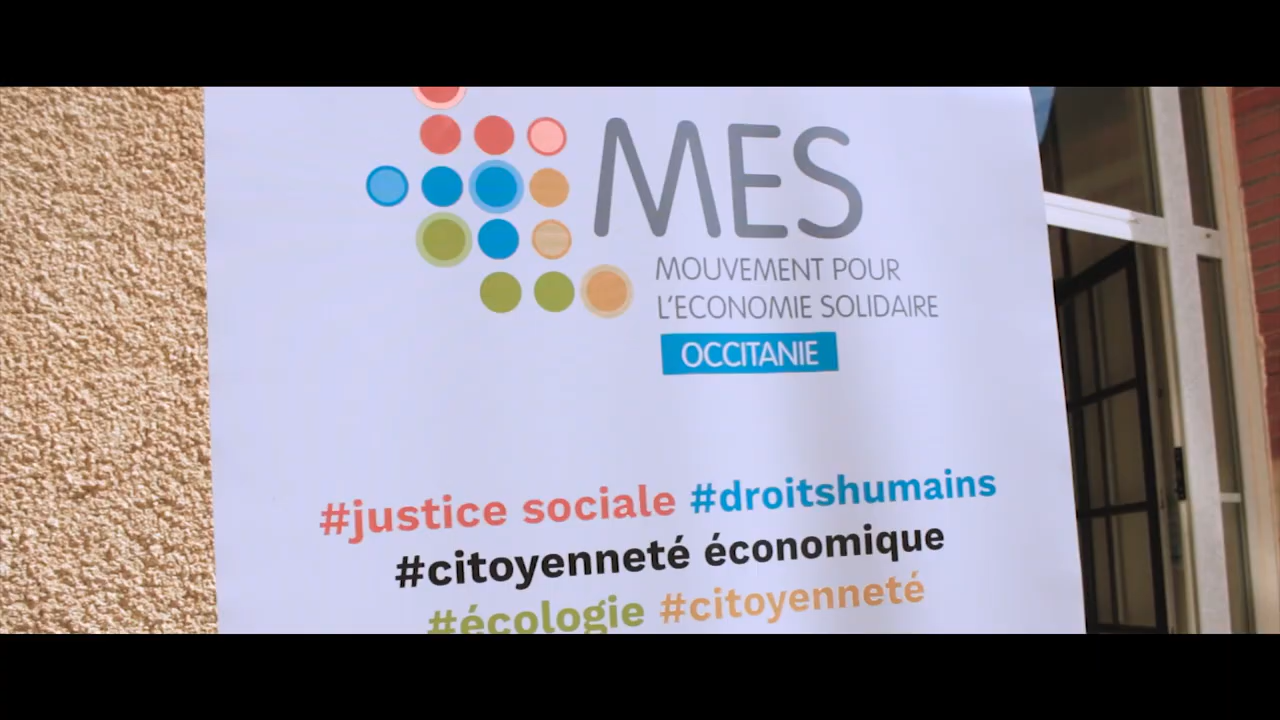 MES
MOUVEMENT POUR
L'ECONOMIE SOLIDAIRE
OCCITANIE
#justice sociale #droitshumains
#citoyenneté économique
#écologie #citoyenneté